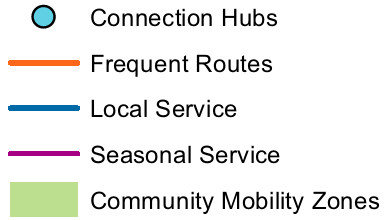 Connection Hubs
Frequent Routes
Local Service
Seasonal Service
Community Mobility Zones